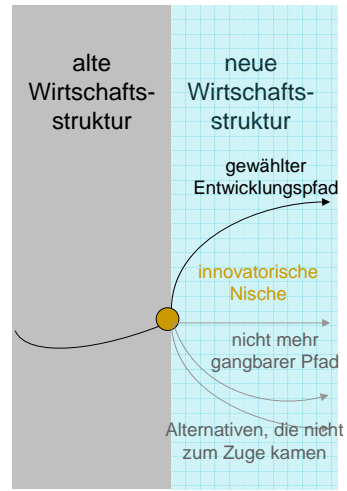 alte
Wirtschafts-
struktur
neue
Wirtschafts-
struktur
gewählter
Entwicklungspfad
innovatorische
Nische
nicht mehr
gangbarer Pfad
Alternativen, die nicht
zum Zuge kamen